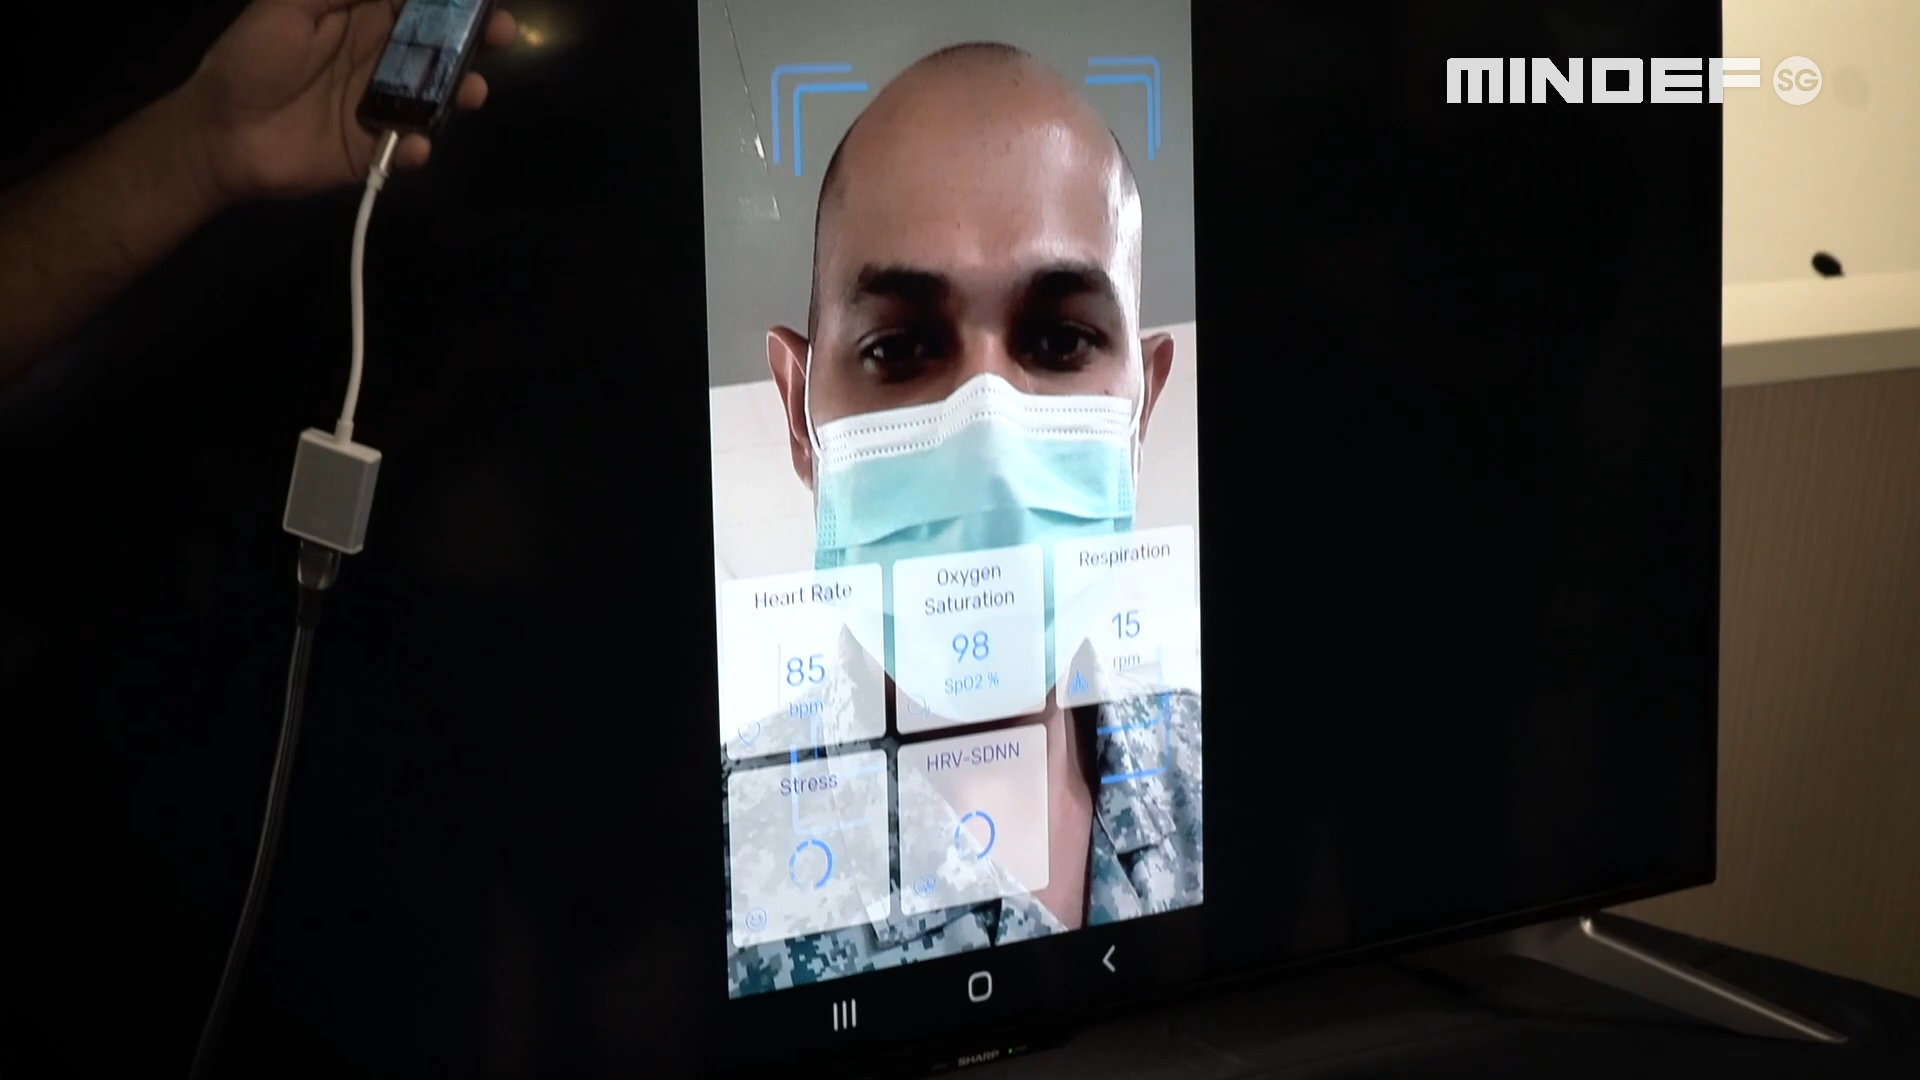 MINDEF SG
Heart Rate
85
bpm
Oxygen
Saturation
98
SpO2 %
Respiration
15
rpm
Stress
HRV-SDNN
SHARP